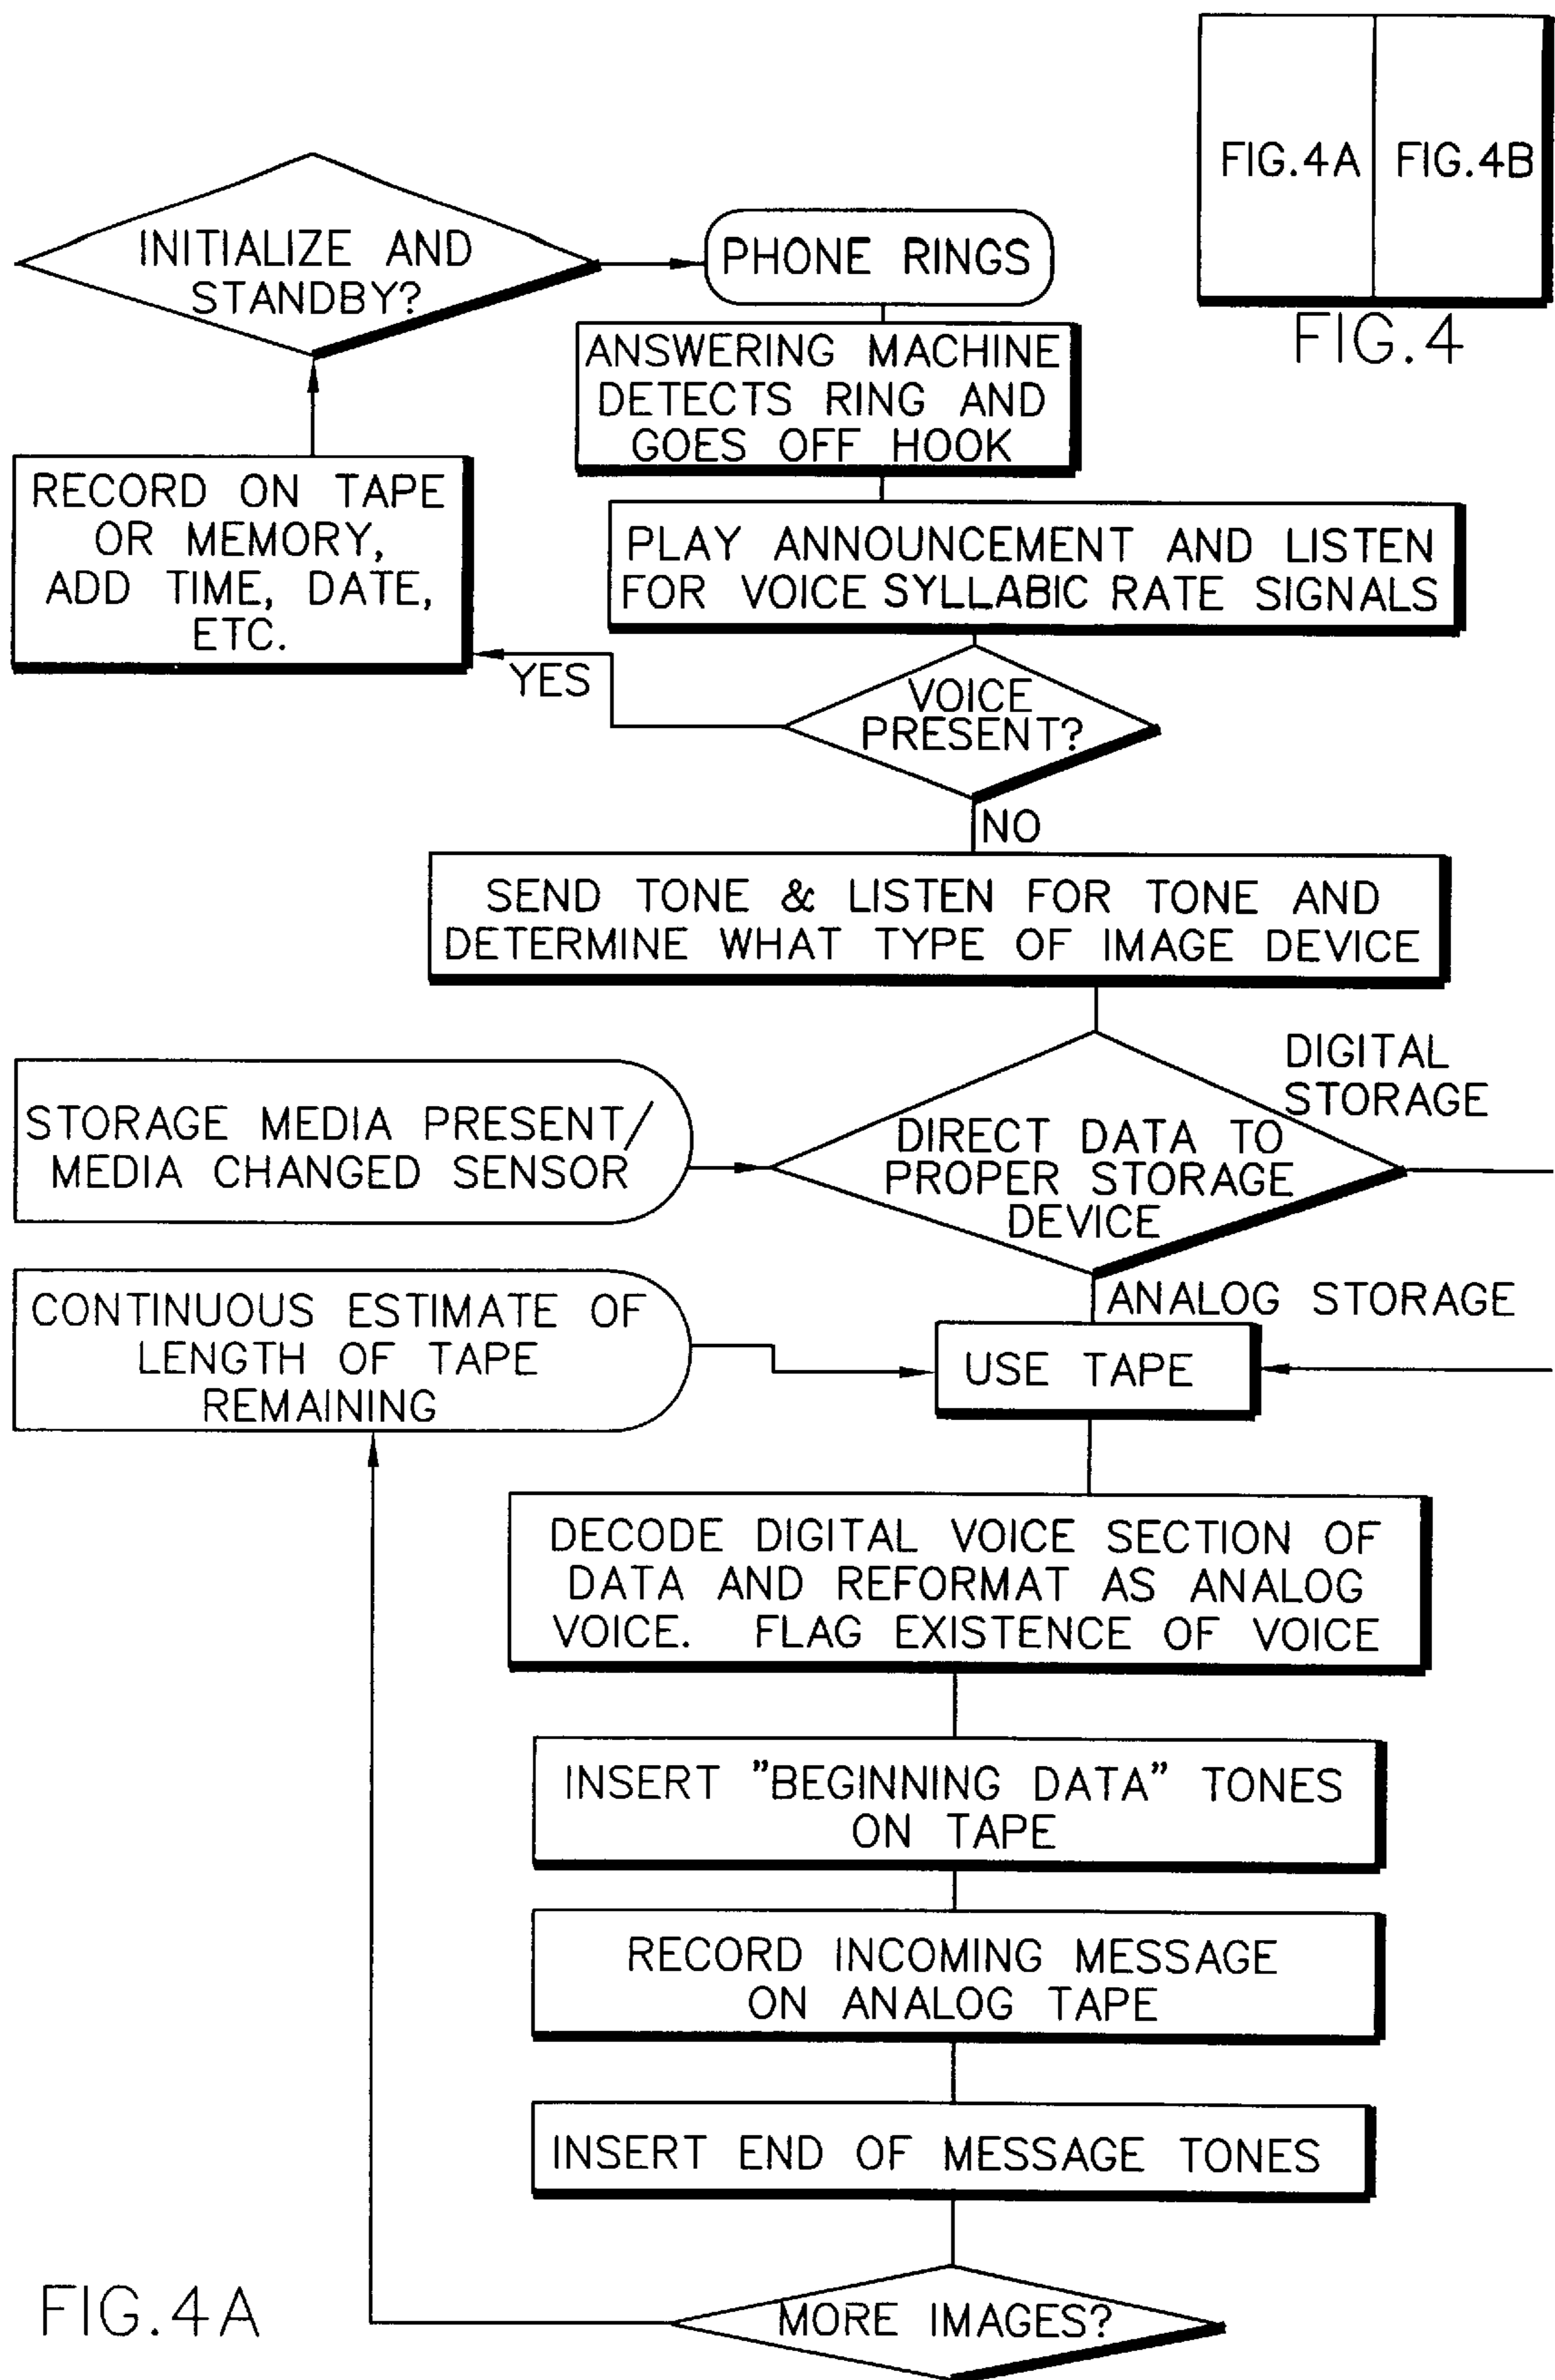 FIG.4A
FIG.4B
FIG.4
INITIALIZE AND
STANDBY?
PHONE RINGS
ANSWERING MACHINE
DETECTS RING AND
GOES OFF HOOK
RECORD ON TAPE
OR MEMORY,
ADD TIME, DATE,
ETC.
PLAY ANNOUNCEMENT AND LISTEN
FOR VOICE SYLLABIC RATE SIGNALS
YES
VOICE
PRESENT?
NO
SEND TONE & LISTEN FOR TONE AND
DETERMINE WHAT TYPE OF IMAGE DEVICE
DIGITAL
STORAGE
STORAGE MEDIA PRESENT/
MEDIA CHANGED SENSOR
DIRECT DATA TO
PROPER STORAGE
DEVICE
ANALOG STORAGE
CONTINUOUS ESTIMATE OF
LENGTH OF TAPE
REMAINING
USE TAPE
DECODE DIGITAL VOICE SECTION OF
DATA AND REFORMAT AS ANALOG
VOICE. FLAG EXISTENCE OF VOICE
INSERT "BEGINNING DATA" TONES
ON TAPE
RECORD INCOMING MESSAGE
ON ANALOG TAPE
INSERT END OF MESSAGE TONES
MORE IMAGES?
FIG.4A